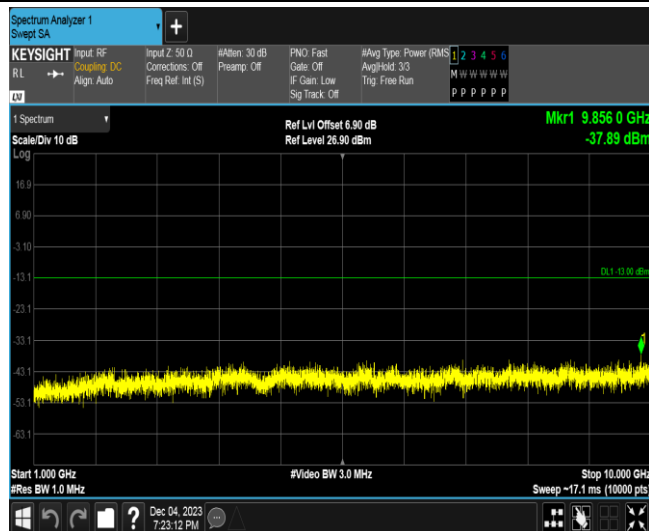 Spectrum Analyzer 1
Swept SA
KEYSIGHT
RL
Input: RF
Coupling: DC
Align: Auto
Input Z: 50 Ω
Corrections: Off
Freq Ref: Int (S)
#Atten: 30 dB
Preamp: Off
PNO: Fast
Gate: Off
IF Gain: Low
Sig Track: Off
#Avg Type: Power (RMS
Avg|Hold: 3/3
Trig: Free Run
1 2 3 4 5 6
M W W W W W
P P P P P P
1 Spectrum
Scale/Div 10 dB
Log
Ref Lvl Offset 6.90 dB
Ref Level 26.90 dBm
Mkr1 9.856 0 GHz
-37.89 dBm
16.9
6.90
-3.10
-13.1
DL1 -13.00 dBm
-23.1
-33.1
1
-43.1
-53.1
-63.1
Start 1.000 GHz
#Res BW 1.0 MHz
#Video BW 3.0 MHz
Stop 10.000 GHz
Sweep ~17.1 ms (10000 pts)
Dec 04, 2023
7:23:12 PM